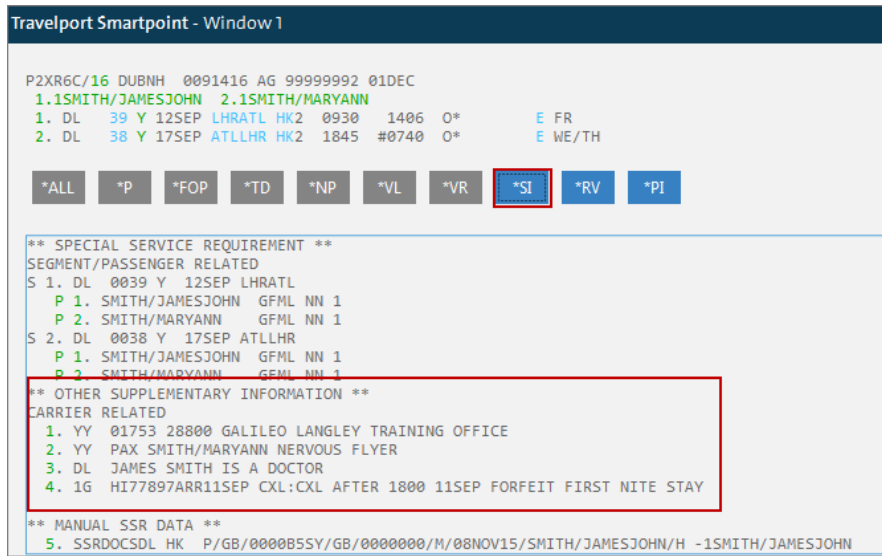 Travelport Smartpoint - Window 1
P2XR6C/16 DUBNH 0091416 AG 99999992 01DEC
1.1SMITH/JAMESJOHN 2.1SMITH/MARYANN
1. DL 39 Y 12SEP LHRATL HK2 0930 1406 O* E FR
2. DL 38 Y 17SEP ATLLHR HK2 1845 #0740 O* E WE/TH
*ALL *P *FOP *TD *NP *VL *VR *SI *RV *PI
** SPECIAL SERVICE REQUIREMENT **
SEGMENT/PASSENGER RELATED
S 1. DL 0039 Y 12SEP LHRATL
P 1. SMITH/JAMESJOHN GFML NN 1
P 2. SMITH/MARYANN GFML NN 1
S 2. DL 0038 Y 17SEP ATLLHR
P 1. SMITH/JAMESJOHN GFML NN 1
P 2. SMITH/MARYANN GFML NN 1
** OTHER SUPPLEMENTARY INFORMATION **
CARRIER RELATED
1. YY 01753 28800 GALILEO LANGLEY TRAINING OFFICE
2. YY PAX SMITH/MARYANN NERVOUS FLYER
3. DL JAMES SMITH IS A DOCTOR
4. 1G HI77897ARR11SEP CXL:CXL AFTER 1800 11SEP FORFEIT FIRST NITE STAY
** MANUAL SSR DATA **
5. SSRDOCSDL HK P/GB/0000B5SY/GB/0000000/M/08NOV15/SMITH/JAMESJOHN/H -1SMITH/JAMESJOHN